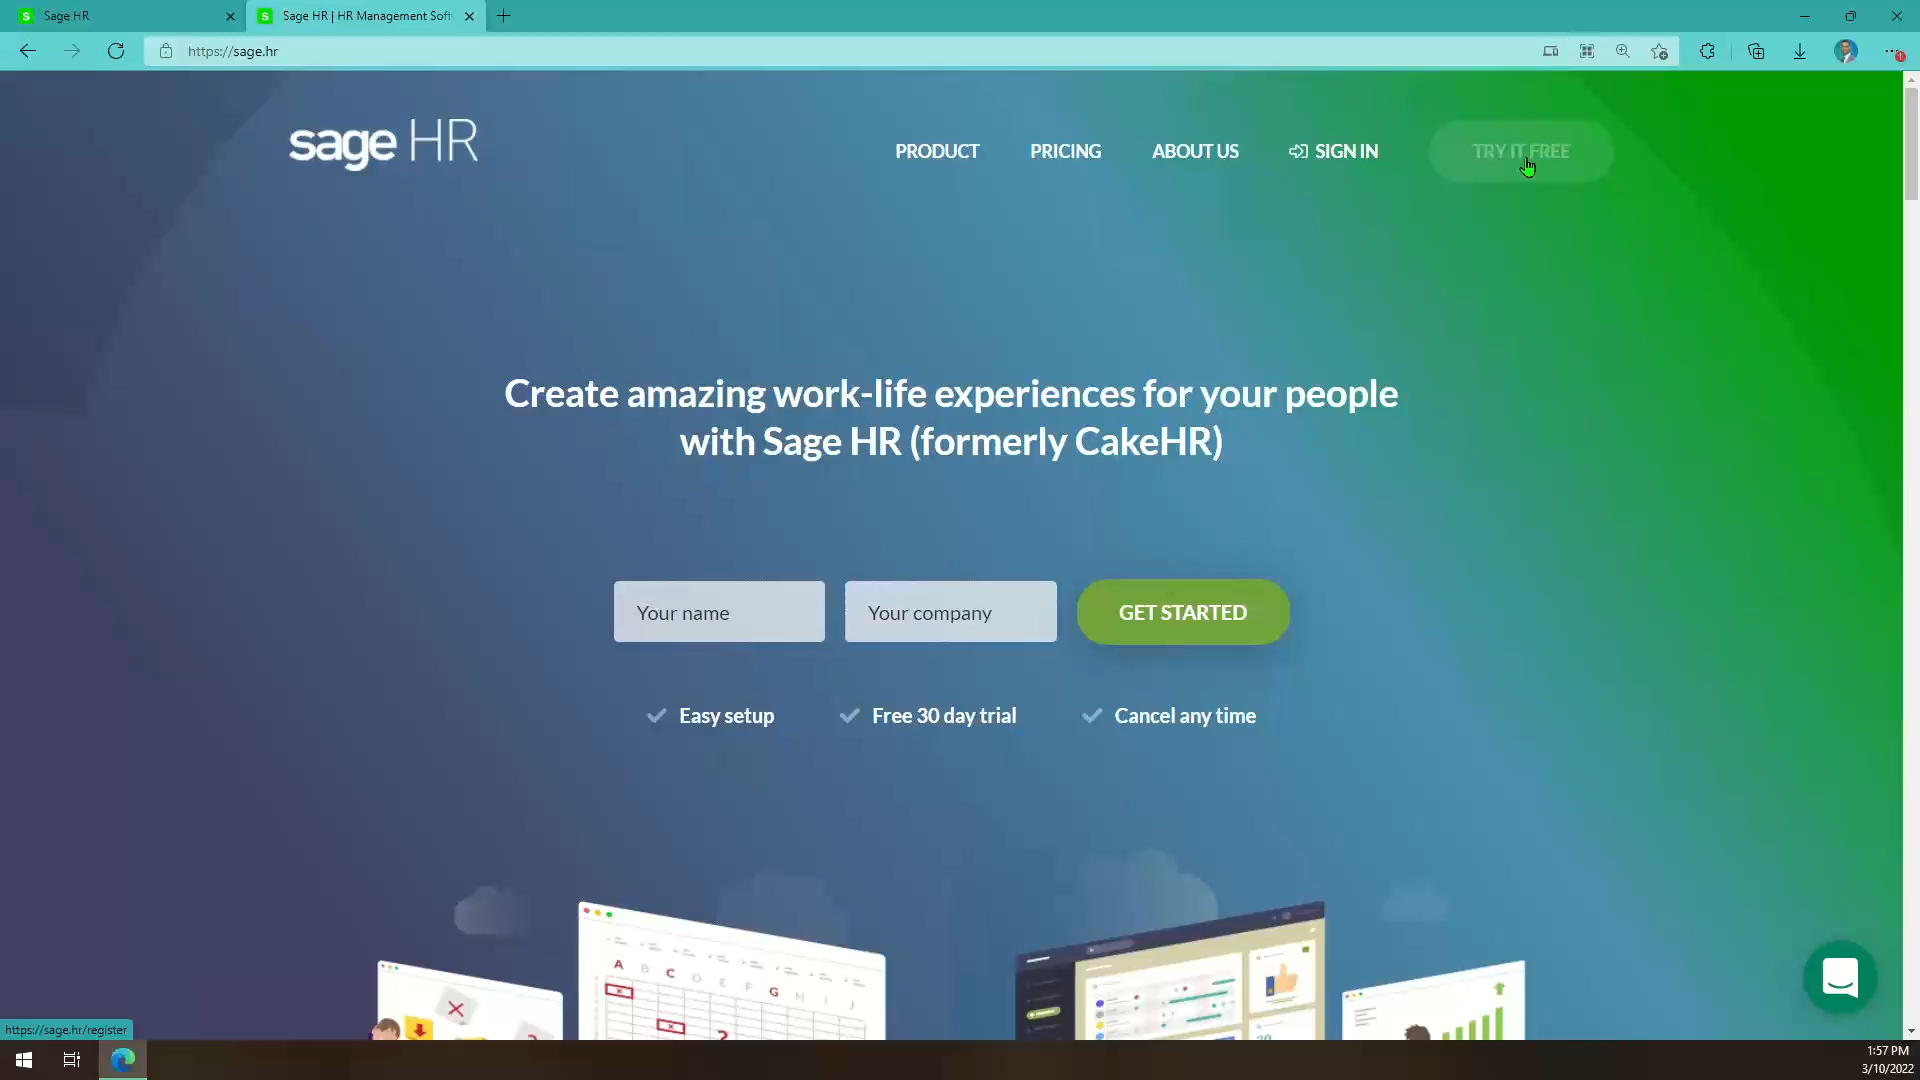 Sage HR
Sage HR | HR Management Soft
https://sage.hr
sage HR
PRODUCT
PRICING
ABOUT US
SIGN IN
TRY IT FREE
Create amazing work-life experiences for your people
with Sage HR (formerly CakeHR)
Your name
Your company
GET STARTED
Easy setup
Free 30 day trial
Cancel any time
A B C D E F G H I J
https://sage.hr/register
1:57 PM
3/10/2022